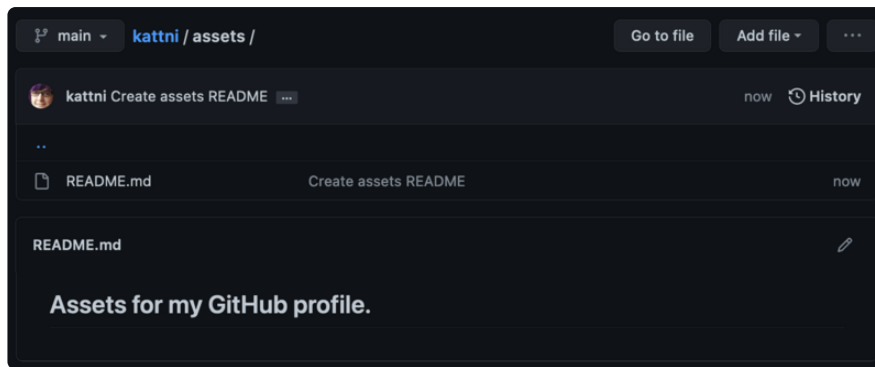 main kattni / assets / Go to file Add file ...
kattni Create assets README ... now History
..
README.md Create assets README now
README.md
Assets for my GitHub profile.